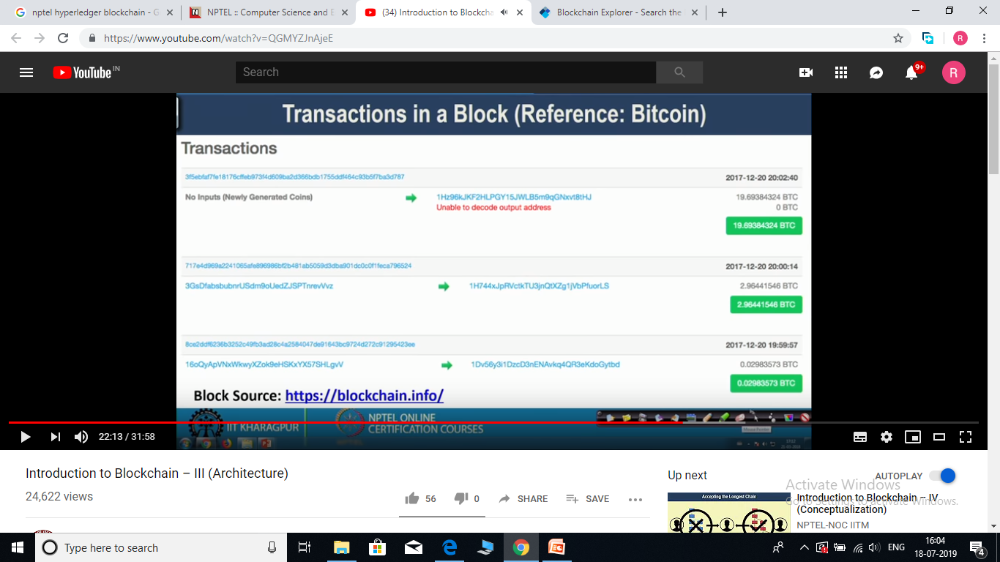 nptel hyperledger blockchain - G
NPTEL :: Computer Science and E
(34) Introduction to Blockcha
Blockchain Explorer - Search the
https://www.youtube.com/watch?v=QGMYZJnAjeE
R
YouTube IN
Search
9+
R
Transactions in a Block (Reference: Bitcoin)
Transactions
3f5ebfaf7fe18176cffeb973f4d609ba2d366bdb1755ddf464c93b5f7ba3d787
2017-12-20 20:02:40
No Inputs (Newly Generated Coins)
1Hz96kJKF2HLPGY15JWLB5m9qGNxvt8tHJ
19.69384324 BTC
Unable to decode output address
0 BTC
19.69384324 BTC
717e4d969a2241065afe896986bf2b481ab5059d3dba901dc0c0f1feca796524
2017-12-20 20:00:14
3GsDfabsbubnrUSdm9oUedZJSPTnrevVvz
1H744xJpRVctkTU3jnQtXZg1jVbPfuorLS
2.96441546 BTC
2.96441546 BTC
8ce2ddf6236b3252c49fb3ad28c4a2584047de91643bc9724d272c91295423ee
2017-12-20 19:59:57
16oQyApVNxWkwyXZok9eHSKxYX57SHLgvV
1Dv56y3i1DzcD3nENAvkq4QR3eKdoGytbd
0.02983573 BTC
0.02983573 BTC
Block Source: https://blockchain.info/
IIT KHARAGPUR
NPTEL ONLINE
CERTIFICATION COURSES
22:13 / 31:58
Introduction to Blockchain – III (Architecture)
24,622 views
56
0
SHARE
SAVE
Up next
AUTOPLAY
Activate Windows
Go to Settings to activate Windows.
Accepting the Longest Chain
Introduction to Blockchain – IV
(Conceptualization)
NPTEL-NOC IITM
Type here to search
ENG
16:04
18-07-2019
4